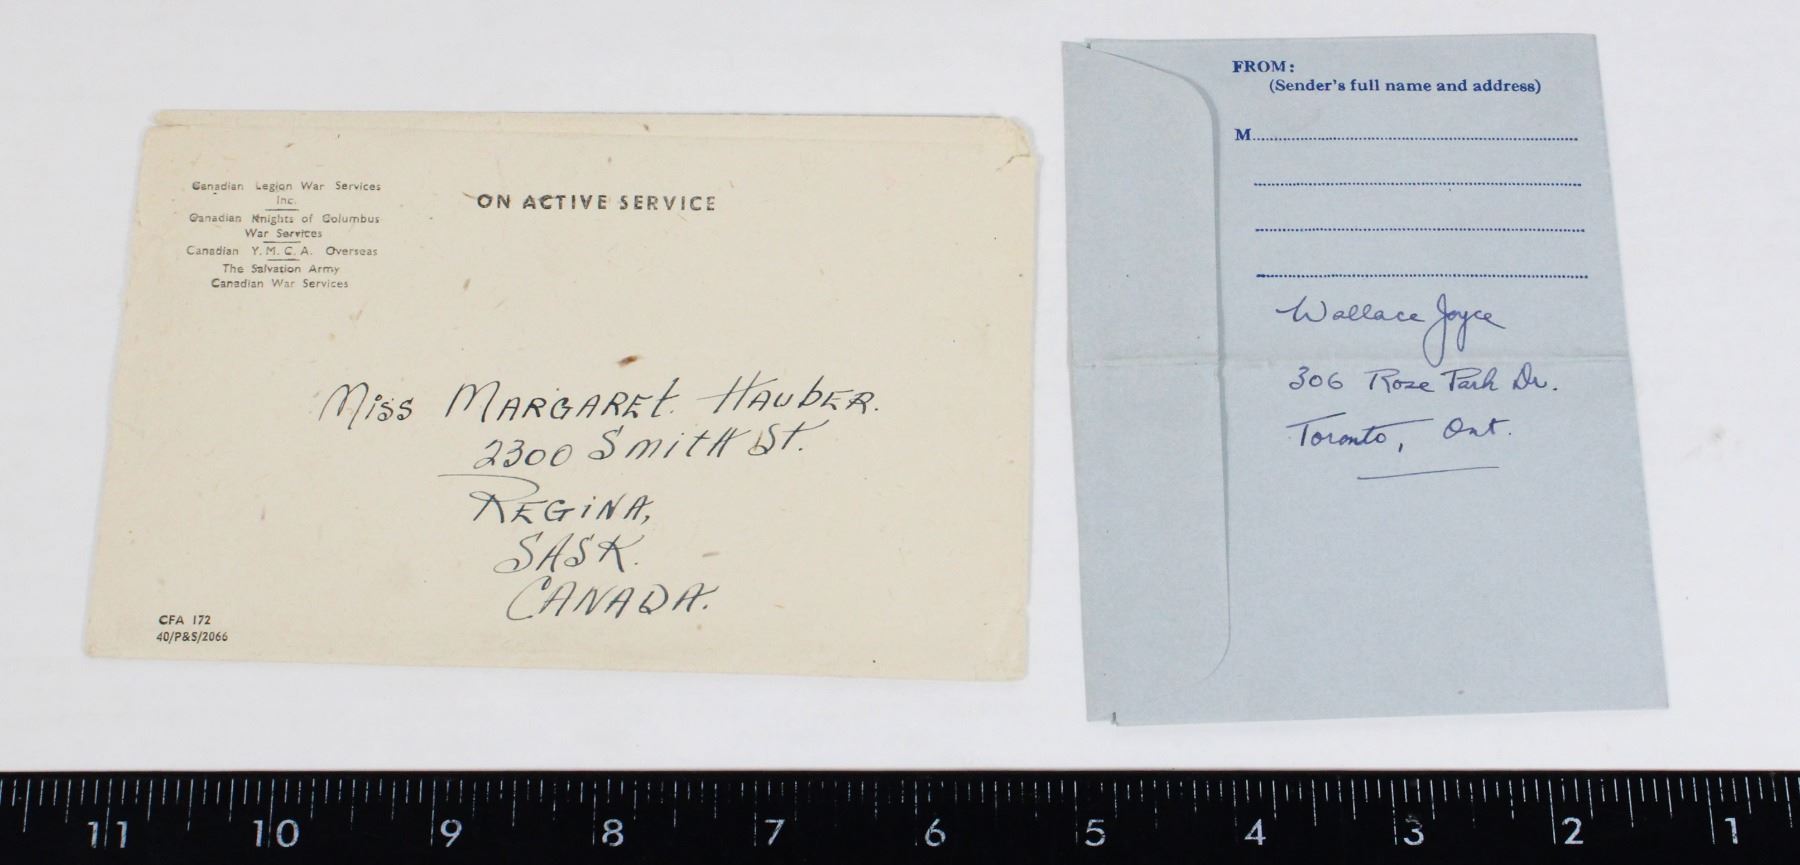 Canadian Legion War Services
Inc.
Canadian Knights of Columbus
War Services
Canadian Y.M.C.A. Overseas
The Salvation Army
Canadian War Services
ON ACTIVE SERVICE
Miss MARGAREt. HAUbER.
2300 SmitH St.
REGiNA,
SASK.
CANADA.
CFA 172
40/P&S/2066
FROM:
(Sender's full name and address)
M
Wallace Joyce
306 Rose Park Dr.
Toronto, Ont.
11 10 9 8 7 6 5 4 3 2 1